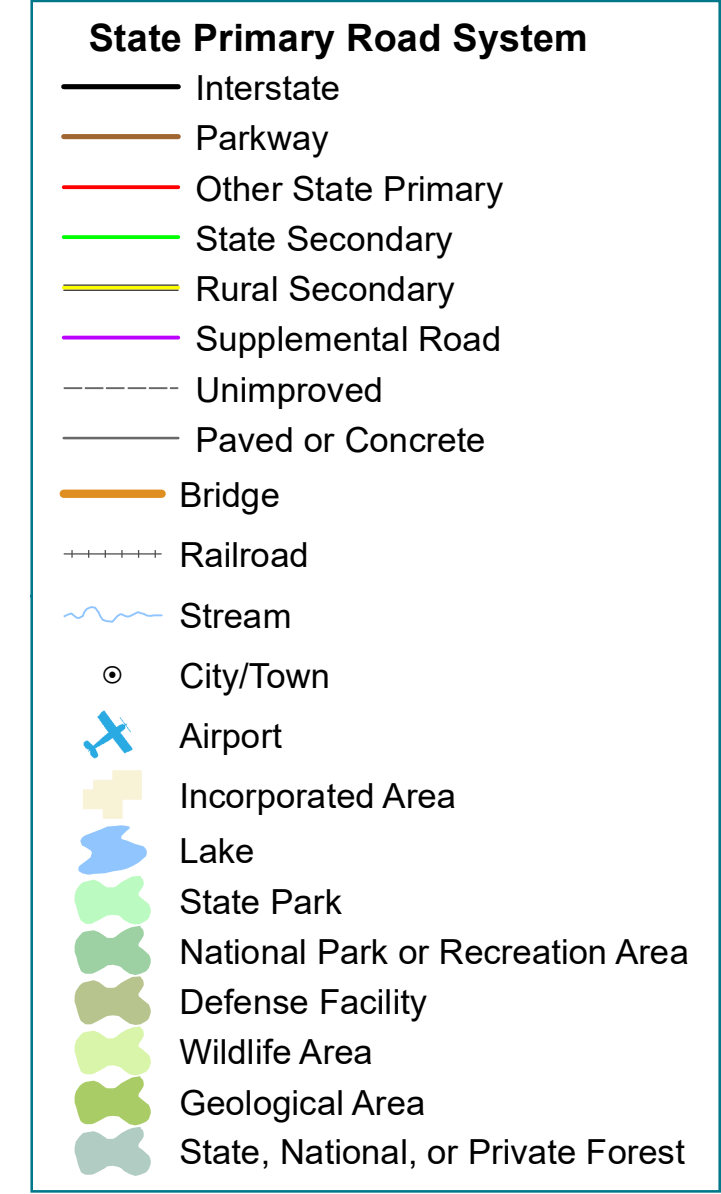 State Primary Road System
Interstate
Parkway
Other State Primary
State Secondary
Rural Secondary
Supplemental Road
Unimproved
Paved or Concrete
Bridge
Railroad
Stream
City/Town
Airport
Incorporated Area
Lake
State Park
National Park or Recreation Area
Defense Facility
Wildlife Area
Geological Area
State, National, or Private Forest